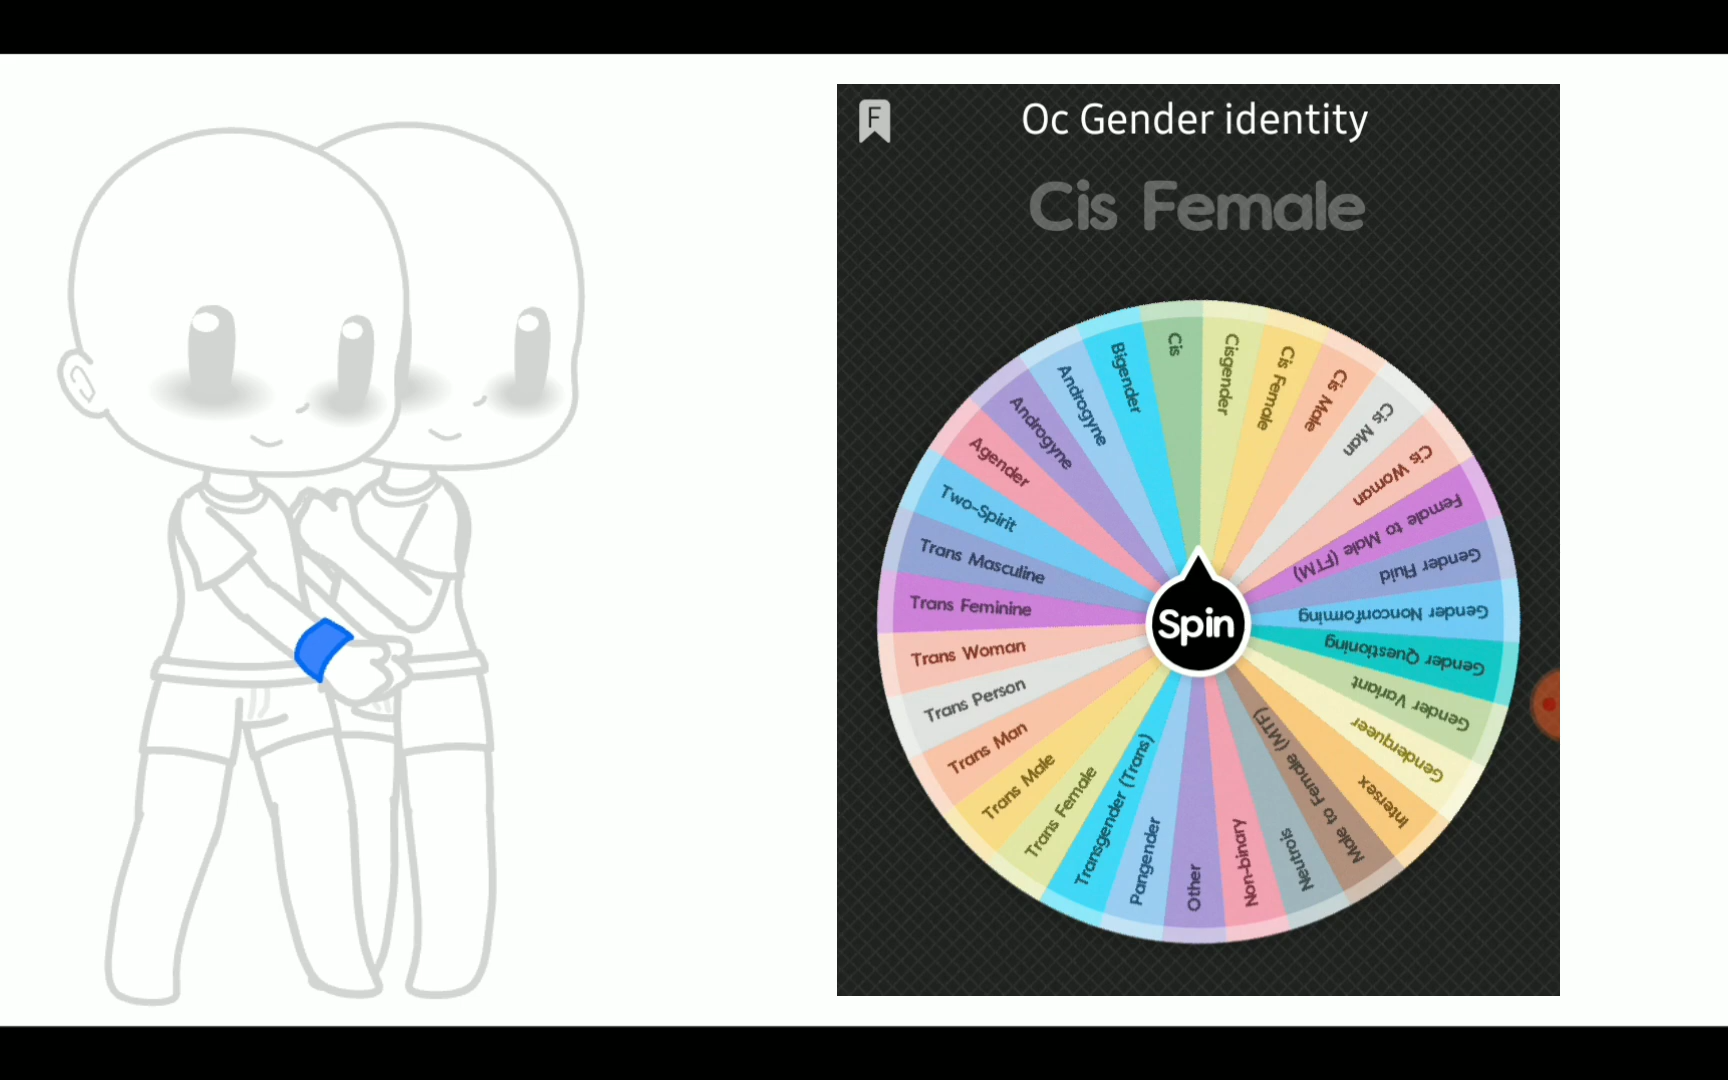 F
Oc Gender identity
Cis Female
Cis
Cisgender
Cis Female
Cis Male
Cis Man
Cis Woman
Female to Male (FTM)
Gender Fluid
Gender Nonconforming
Gender Questioning
Gender Variant
Genderqueer
Intersex
Male to Female (MTF)
Neutrois
Non-binary
Other
Pangender
Transgender (Trans)
Trans Female
Trans Male
Trans Man
Trans Person
Trans Woman
Trans Feminine
Trans Masculine
Two-Spirit
Agender
Androgyne
Androgyne
Bigender
Spin